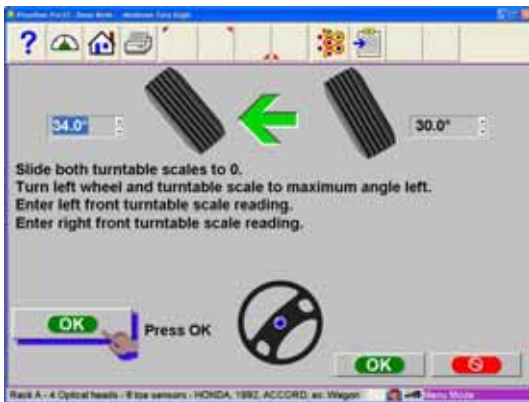 ?
34.0°
30.0°
Slide both turntable scales to 0.
Turn left wheel and turntable scale to maximum angle left.
Enter left front turntable scale reading.
Enter right front turntable scale reading.
OK
Press OK
OK
Rack A - 4 Optical heads - 8 toe sensors - HONDA, 1992, ACCORD, ex: Wagon
Menu Mode